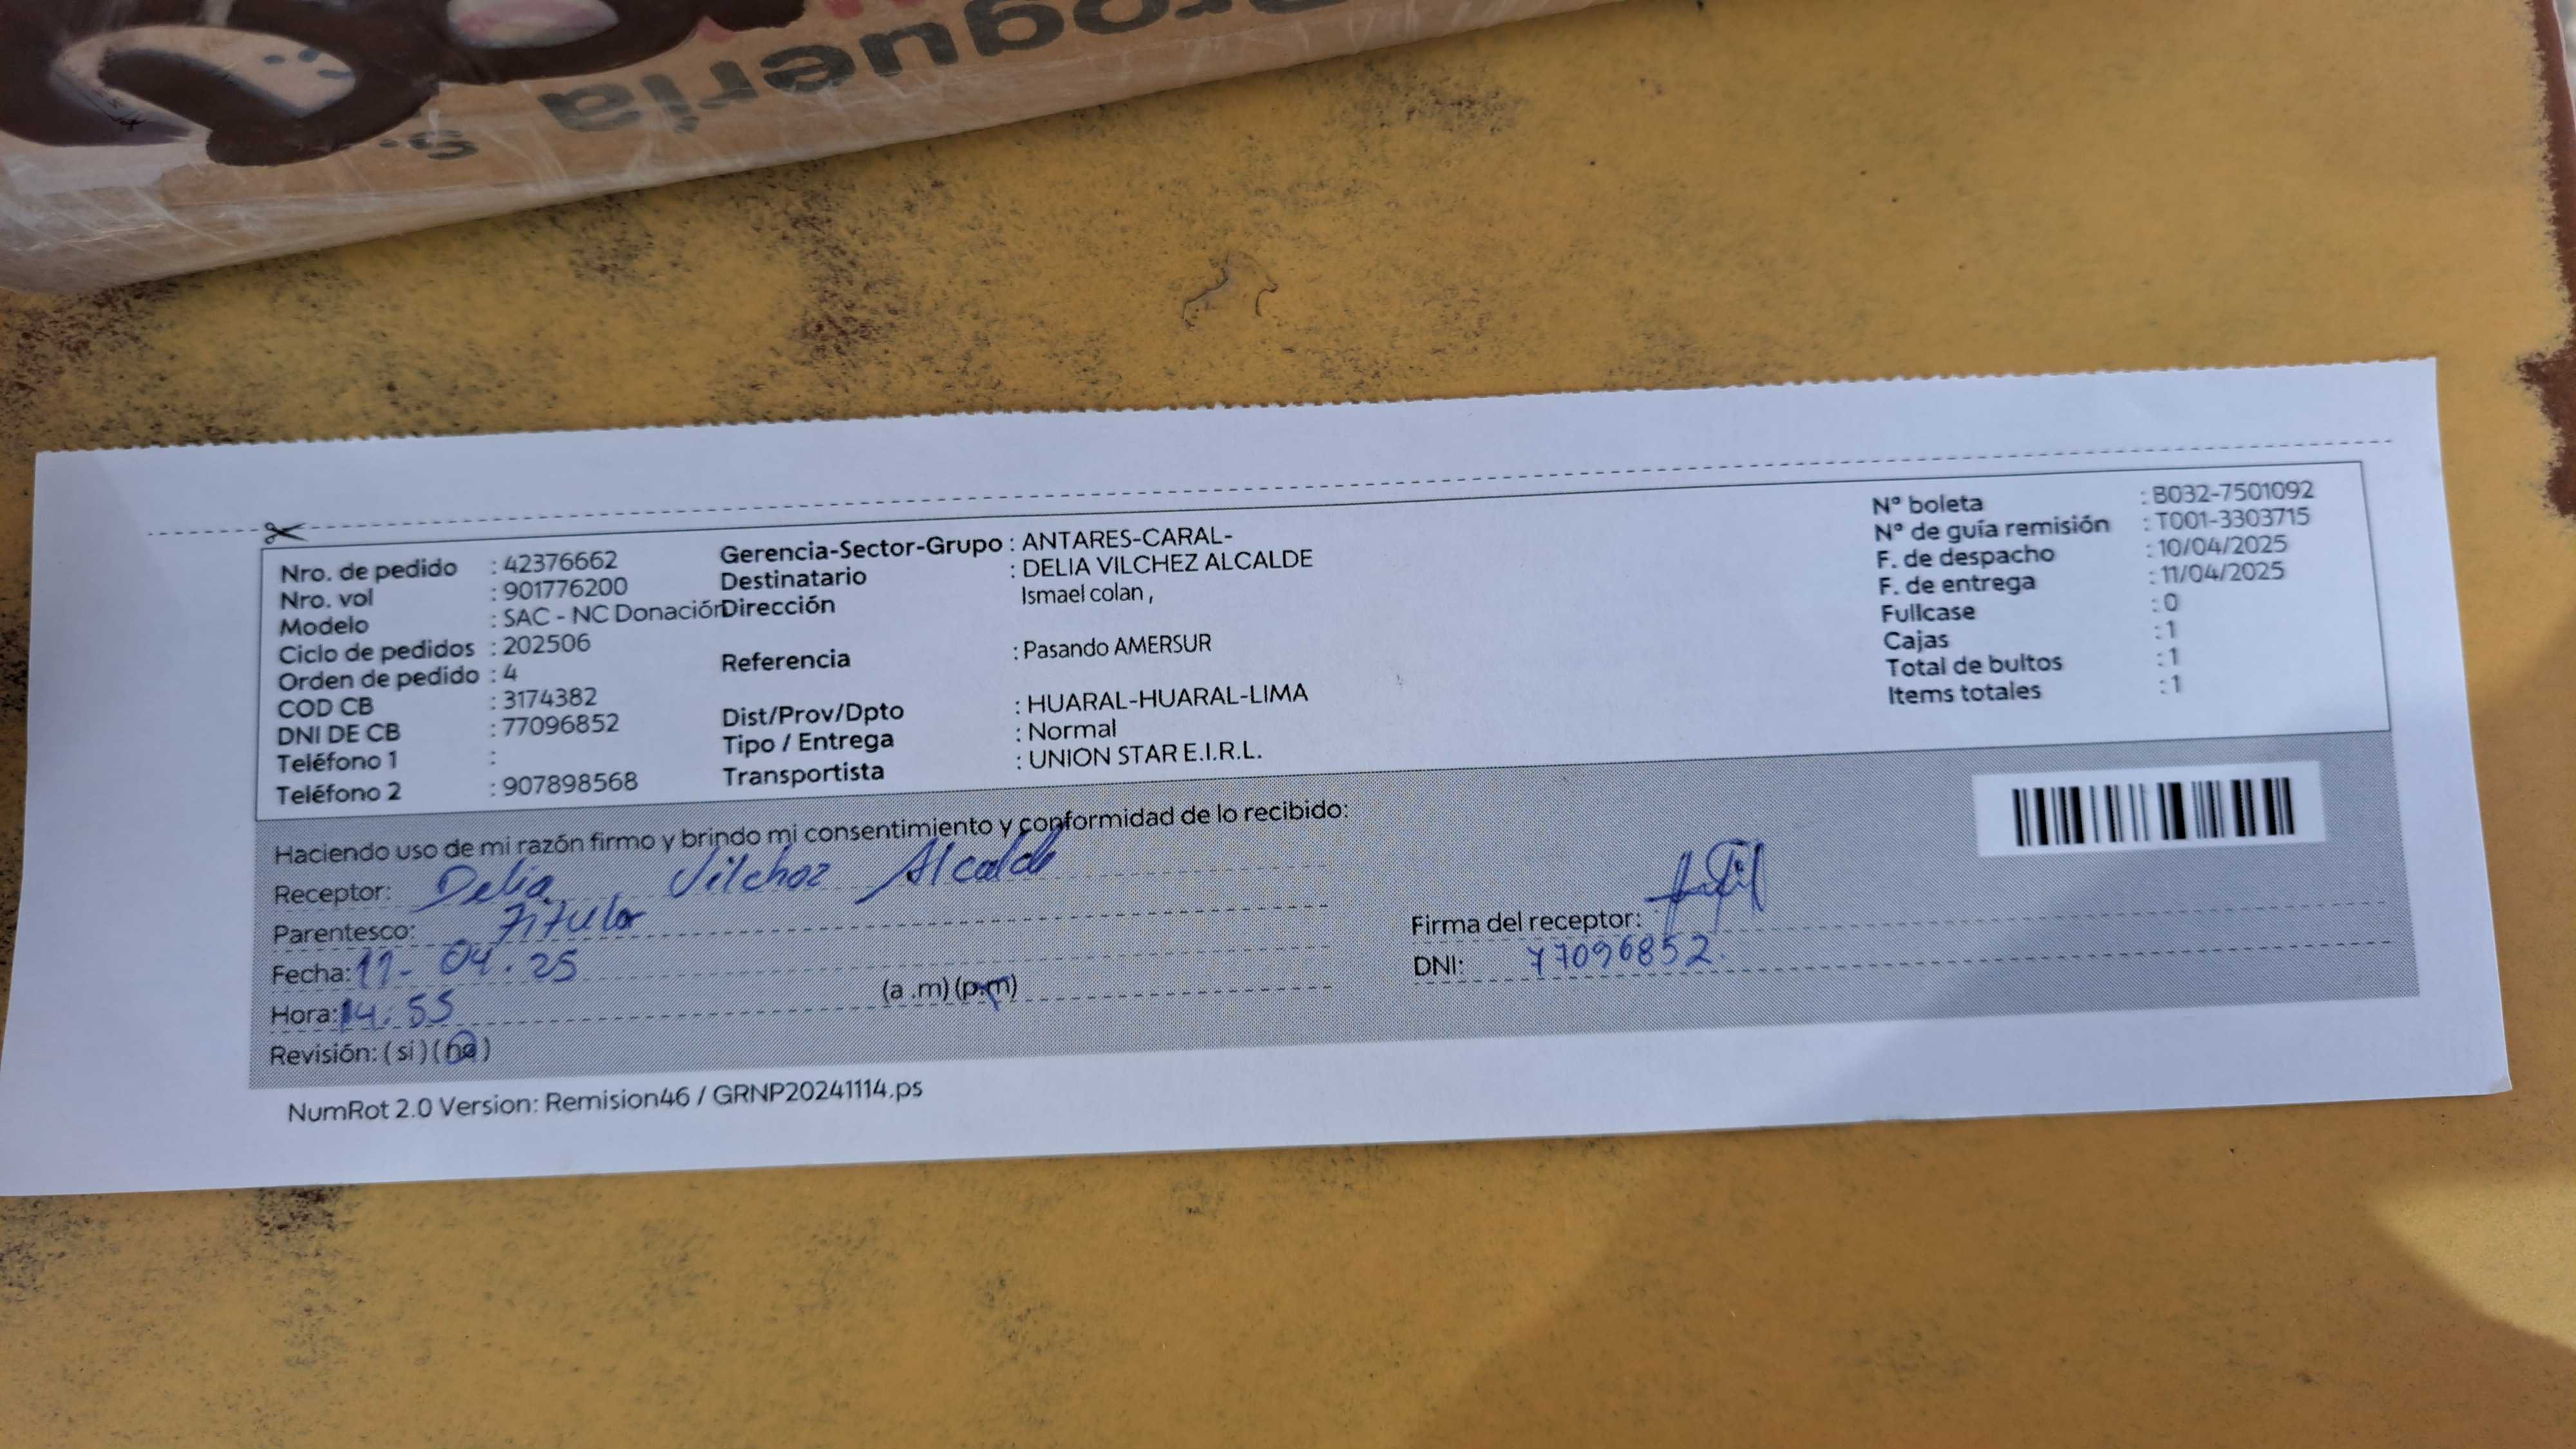 Droguería
S.
Nro. de pedido : 42376662
Nro. vol : 901776200
Modelo : SAC - NC Donación
Ciclo de pedidos : 202506
Orden de pedido : 4
COD CB : 3174382
DNI DE CB : 77096852
Teléfono 1 :
Teléfono 2 : 907898568
Gerencia-Sector-Grupo : ANTARES-CARAL-
Destinatario : DELIA VILCHEZ ALCALDE
Dirección Ismael colan ,
Referencia : Pasando AMERSUR
Dist/Prov/Dpto : HUARAL-HUARAL-LIMA
Tipo / Entrega : Normal
Transportista : UNION STAR E.I.R.L.
N° boleta : B032-7501092
N° de guía remisión : T001-3303715
F. de despacho : 10/04/2025
F. de entrega : 11/04/2025
Fullcase : 0
Cajas : 1
Total de bultos : 1
Items totales : 1
Haciendo uso de mi razón firmo y brindo mi consentimiento y conformidad de lo recibido:
Receptor: Delia Vilchez Alcalde
Parentesco: Titular
Fecha: 11- 04. 25
Hora: 14:55 (a .m) (p.m)
Revisión: ( si ) ( no )
Firma del receptor:
DNI: 77096852.
NumRot 2.0 Version: Remision46 / GRNP20241114.ps